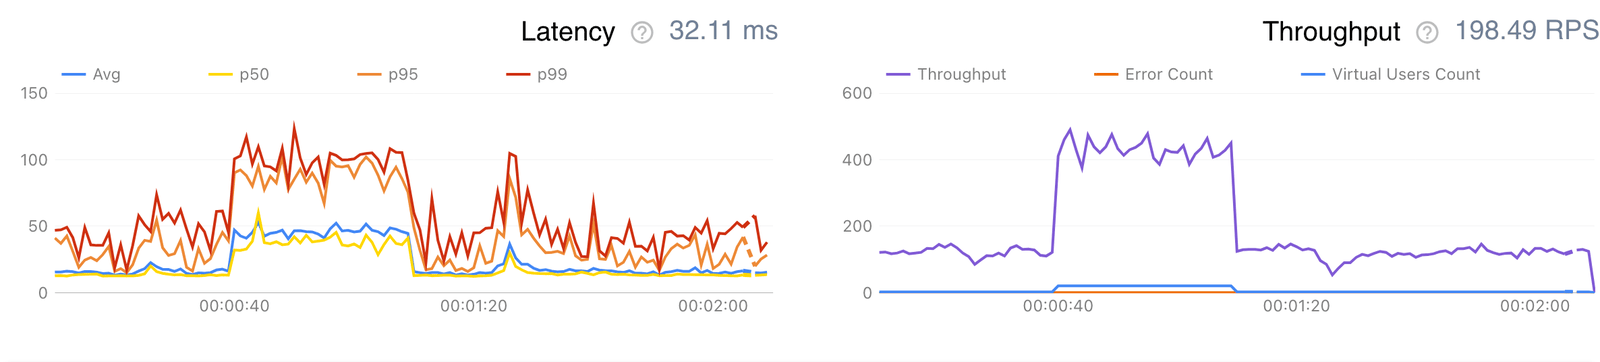 Latency ? 32.11 ms
Avg p50 p95 p99
150
100
50
0
00:00:40 00:01:20 00:02:00
Throughput ? 198.49 RPS
Throughput Error Count Virtual Users Count
600
400
200
0
00:00:40 00:01:20 00:02:00